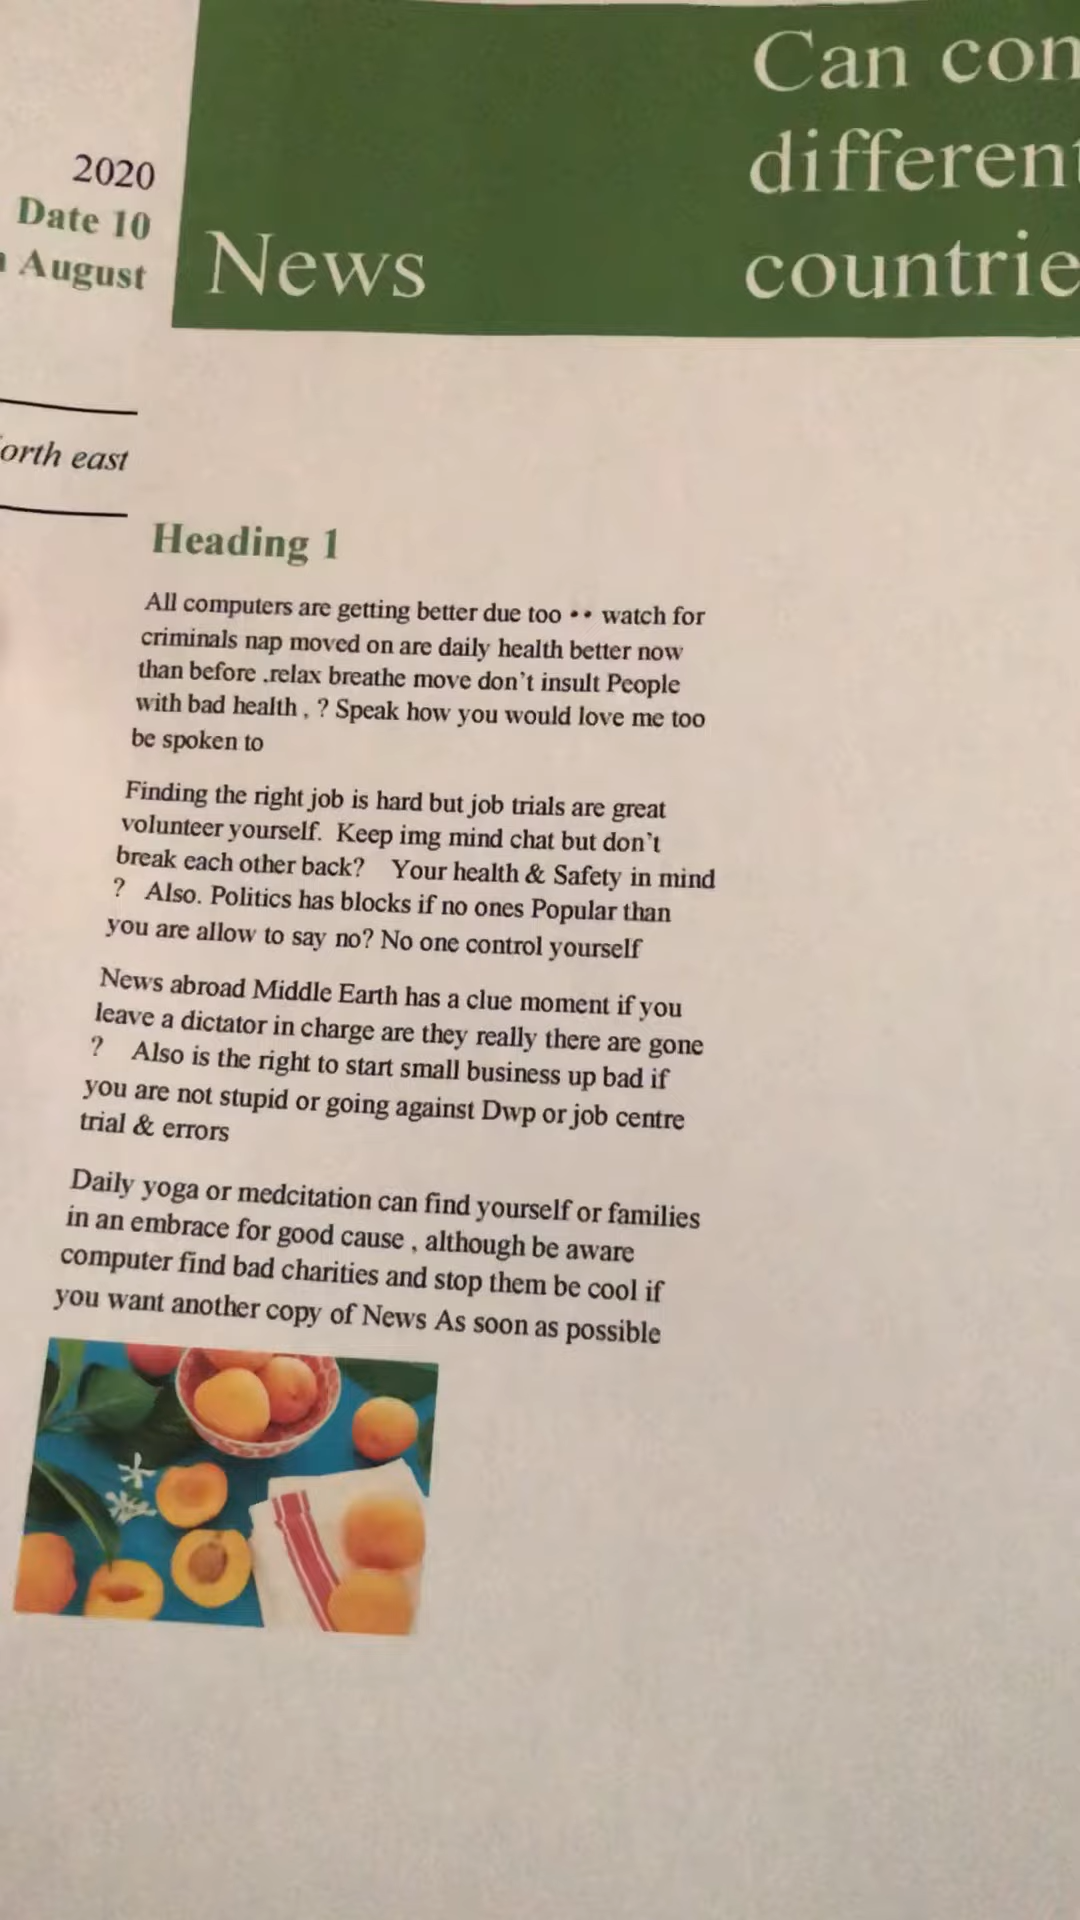 2020
Date 10
August
News
Can
different
countrie
east
Heading 1
All computers are getting better due too •• watch for
criminals nap moved on are daily health better now
than before .relax breathe move don't insult People
with bad health , ? Speak how you would love me too
be spoken to
Finding the right job is hard but job trials are great
volunteer yourself. Keep img mind chat but don't
break each other back? Your health & Safety in mind
? Also. Politics has blocks if no ones Popular than
you are allow to say no? No one control yourself
News abroad Middle Earth has a clue moment if you
leave a dictator in charge are they really there are gone
? Also is the right to start small business up bad if
you are not stupid or going against Dwp or job centre
trial & errors
Daily yoga or medcitation can find yourself or families
in an embrace for good cause , although be aware
computer find bad charities and stop them be cool if
you want another copy of News As soon as possible